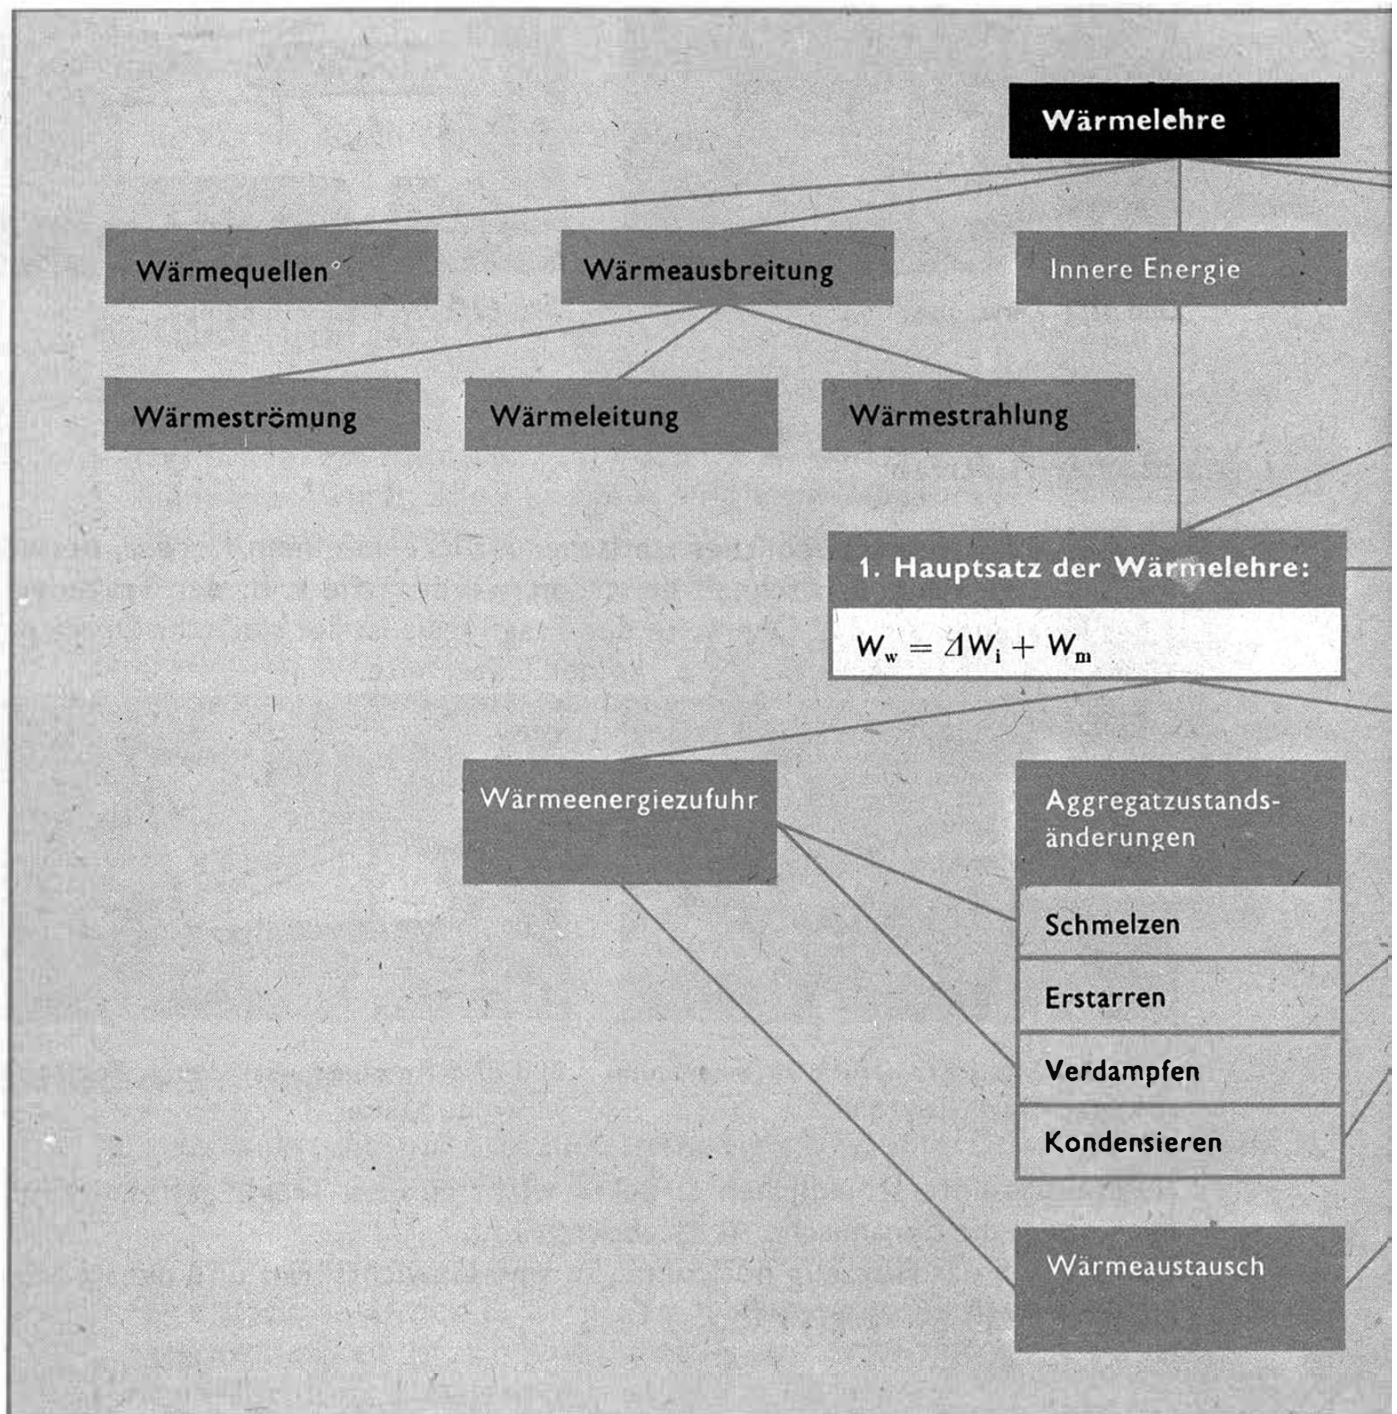 Wärmelehre
Wärmequellen
Wärmeausbreitung
Innere Energie
Wärmeströmung
Wärmeleitung
Wärmestrahlung
1. Hauptsatz der Wärmelehre:
W_w = ΔW_i + W_m
Wärmeenergiezufuhr
Aggregatzustands-
änderungen
Schmelzen
Erstarren
Verdampfen
Kondensieren
Wärmeaustausch